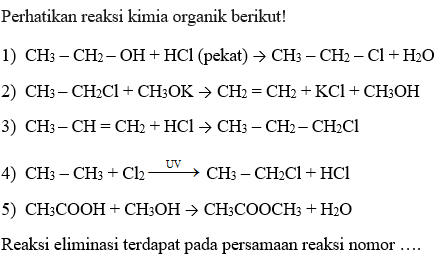 Perhatikan reaksi kimia organik berikut!
1) CH3 – CH2 – OH + HCl (pekat) → CH3 – CH2 – Cl + H2O
2) CH3 – CH2Cl + CH3OK → CH2 = CH2 + KCl + CH3OH
3) CH3 – CH = CH2 + HCl → CH3 – CH2 – CH2Cl
UV
4) CH3 – CH3 + Cl2 ⟶ CH3 – CH2Cl + HCl
5) CH3COOH + CH3OH → CH3COOCH3 + H2O
Reaksi eliminasi terdapat pada persamaan reaksi nomor ….